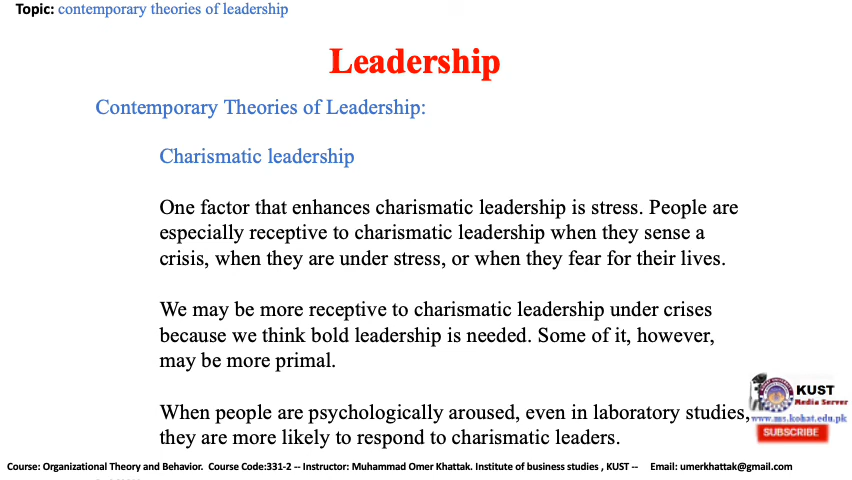 Topic: contemporary theories of leadership
Leadership
Contemporary Theories of Leadership:
Charismatic leadership
One factor that enhances charismatic leadership is stress. People are
especially receptive to charismatic leadership when they sense a
crisis, when they are under stress, or when they fear for their lives.
We may be more receptive to charismatic leadership under crises
because we think bold leadership is needed. Some of it, however,
may be more primal.
When people are psychologically aroused, even in laboratory studies,
they are more likely to respond to charismatic leaders.
KUST
Media Server
www.ms.kohat.edu.pk
SUBSCRIBE
Course: Organizational Theory and Behavior. Course Code:331-2 -- Instructor: Muhammad Omer Khattak. Institute of business studies , KUST -- Email: umerkhattak@gmail.com